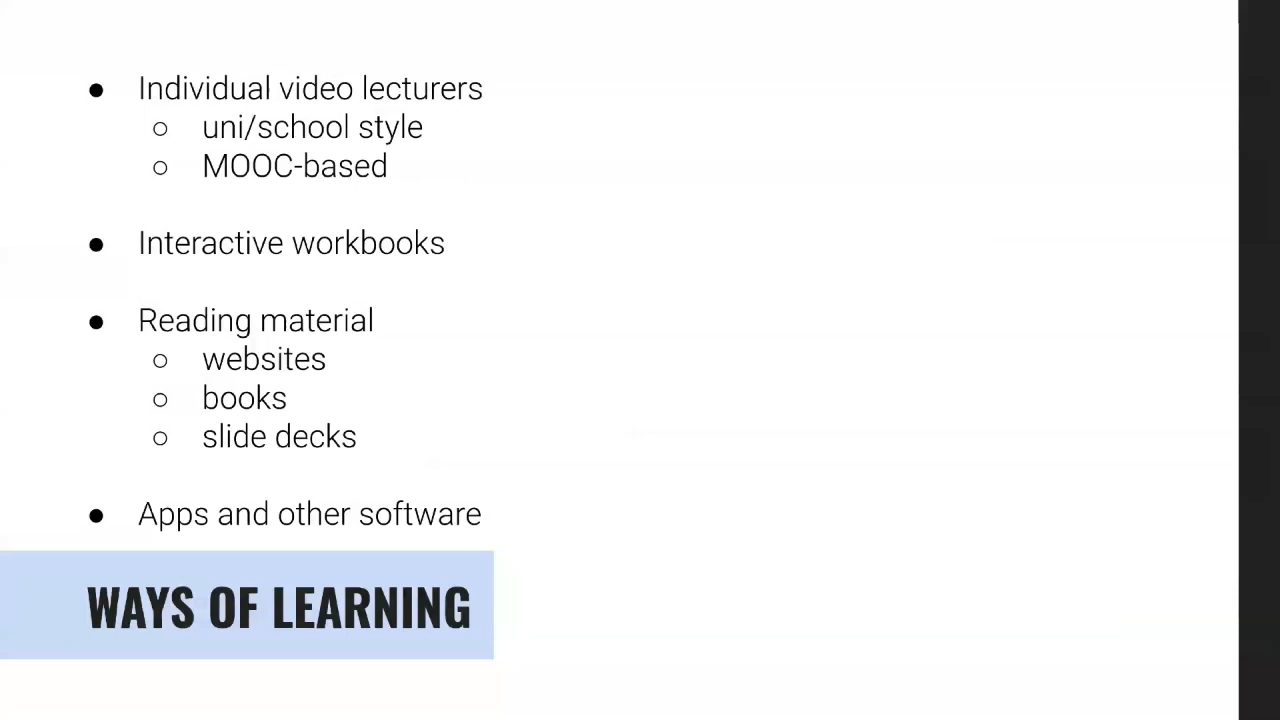 ● Individual video lecturers
○ uni/school style
○ MOOC-based
● Interactive workbooks
● Reading material
○ websites
○ books
○ slide decks
● Apps and other software
WAYS OF LEARNING